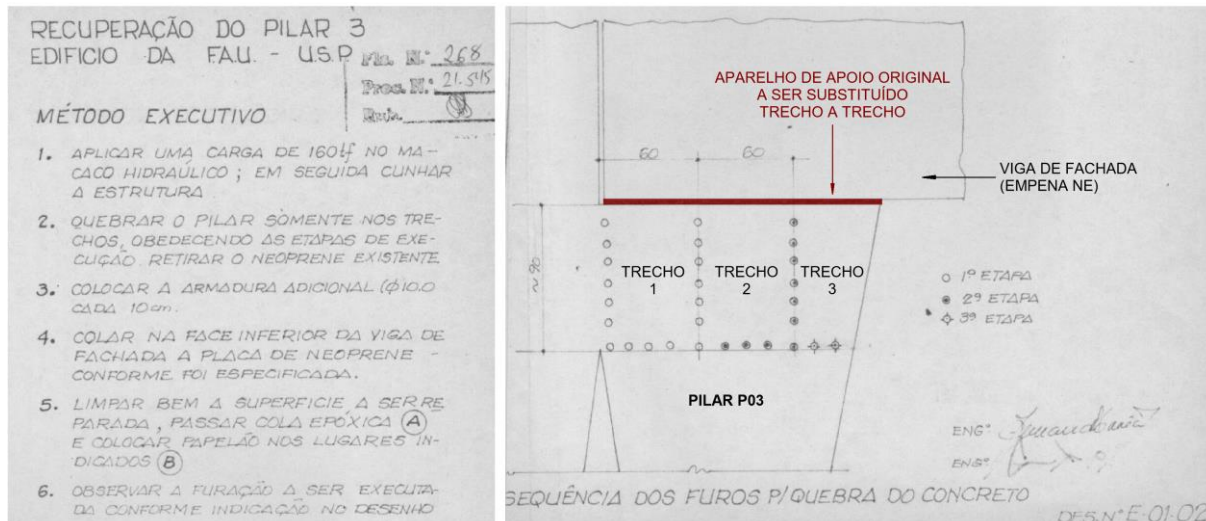 RECUPERAÇÃO DO PILAR 3
EDIFICIO DA F.A.U. - U.S.P.
Fls. N.º 268
Proc. N.º 21.545
MÉTODO EXECUTIVO
1. APLICAR UMA CARGA DE 160tf NO MA-
CACO HIDRAÚLICO ; EM SEGUIDA CUNHAR
A ESTRUTURA
2. QUEBRAR O PILAR SOMENTE NOS TRE-
CHOS, OBEDECENDO AS ETAPAS DE EXE-
CUÇÃO. RETIRAR O NEOPRENE EXISTENTE
3. COLOCAR A ARMADURA ADICIONAL (Ø10.0
CADA 10cm.
4. COLAR NA FACE INFERIOR DA VIGA DE
FACHADA A PLACA DE NEOPRENE -
CONFORME FOI ESPECIFICADA.
5. LIMPAR BEM A SUPERFICIE A SER RE
PARADA, PASSAR COLA EPÓXICA (A)
E COLOCAR PAPELÃO NOS LUGARES IN-
DICADOS (B)
6. OBSERVAR A FURAÇÃO A SER EXECUTA-
DA CONFORME INDICAÇÃO NO DESENHO
APARELHO DE APOIO ORIGINAL
A SER SUBSTITUÍDO
TRECHO A TRECHO
60 60
VIGA DE FACHADA
(EMPENA NE)
~90
TRECHO
1
TRECHO
2
TRECHO
3
1ª ETAPA
2ª ETAPA
3ª ETAPA
PILAR P03
ENGº
ENGº
SEQUÊNCIA DOS FUROS P/ QUEBRA DO CONCRETO
DES. Nº E-01-02